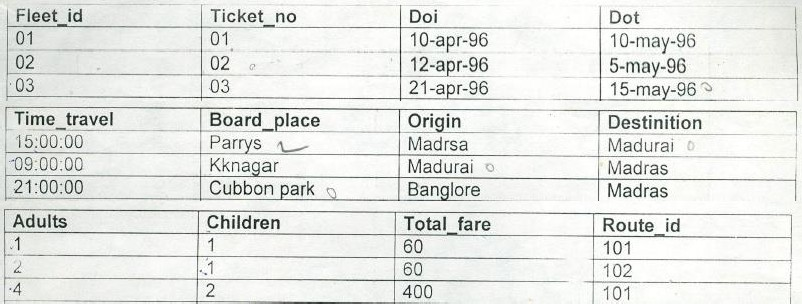 Fleet_id Ticket_no Doi Dot
01 01 10-apr-96 10-may-96
02 02 12-apr-96 5-may-96
03 03 21-apr-96 15-may-96
Time_travel Board_place Origin Destinition
15:00:00 Parrys Madrsa Madurai
09:00:00 Kknagar Madurai Madras
21:00:00 Cubbon park Banglore Madras
Adults Children Total_fare Route_id
1 1 60 101
2 1 60 102
4 2 400 101